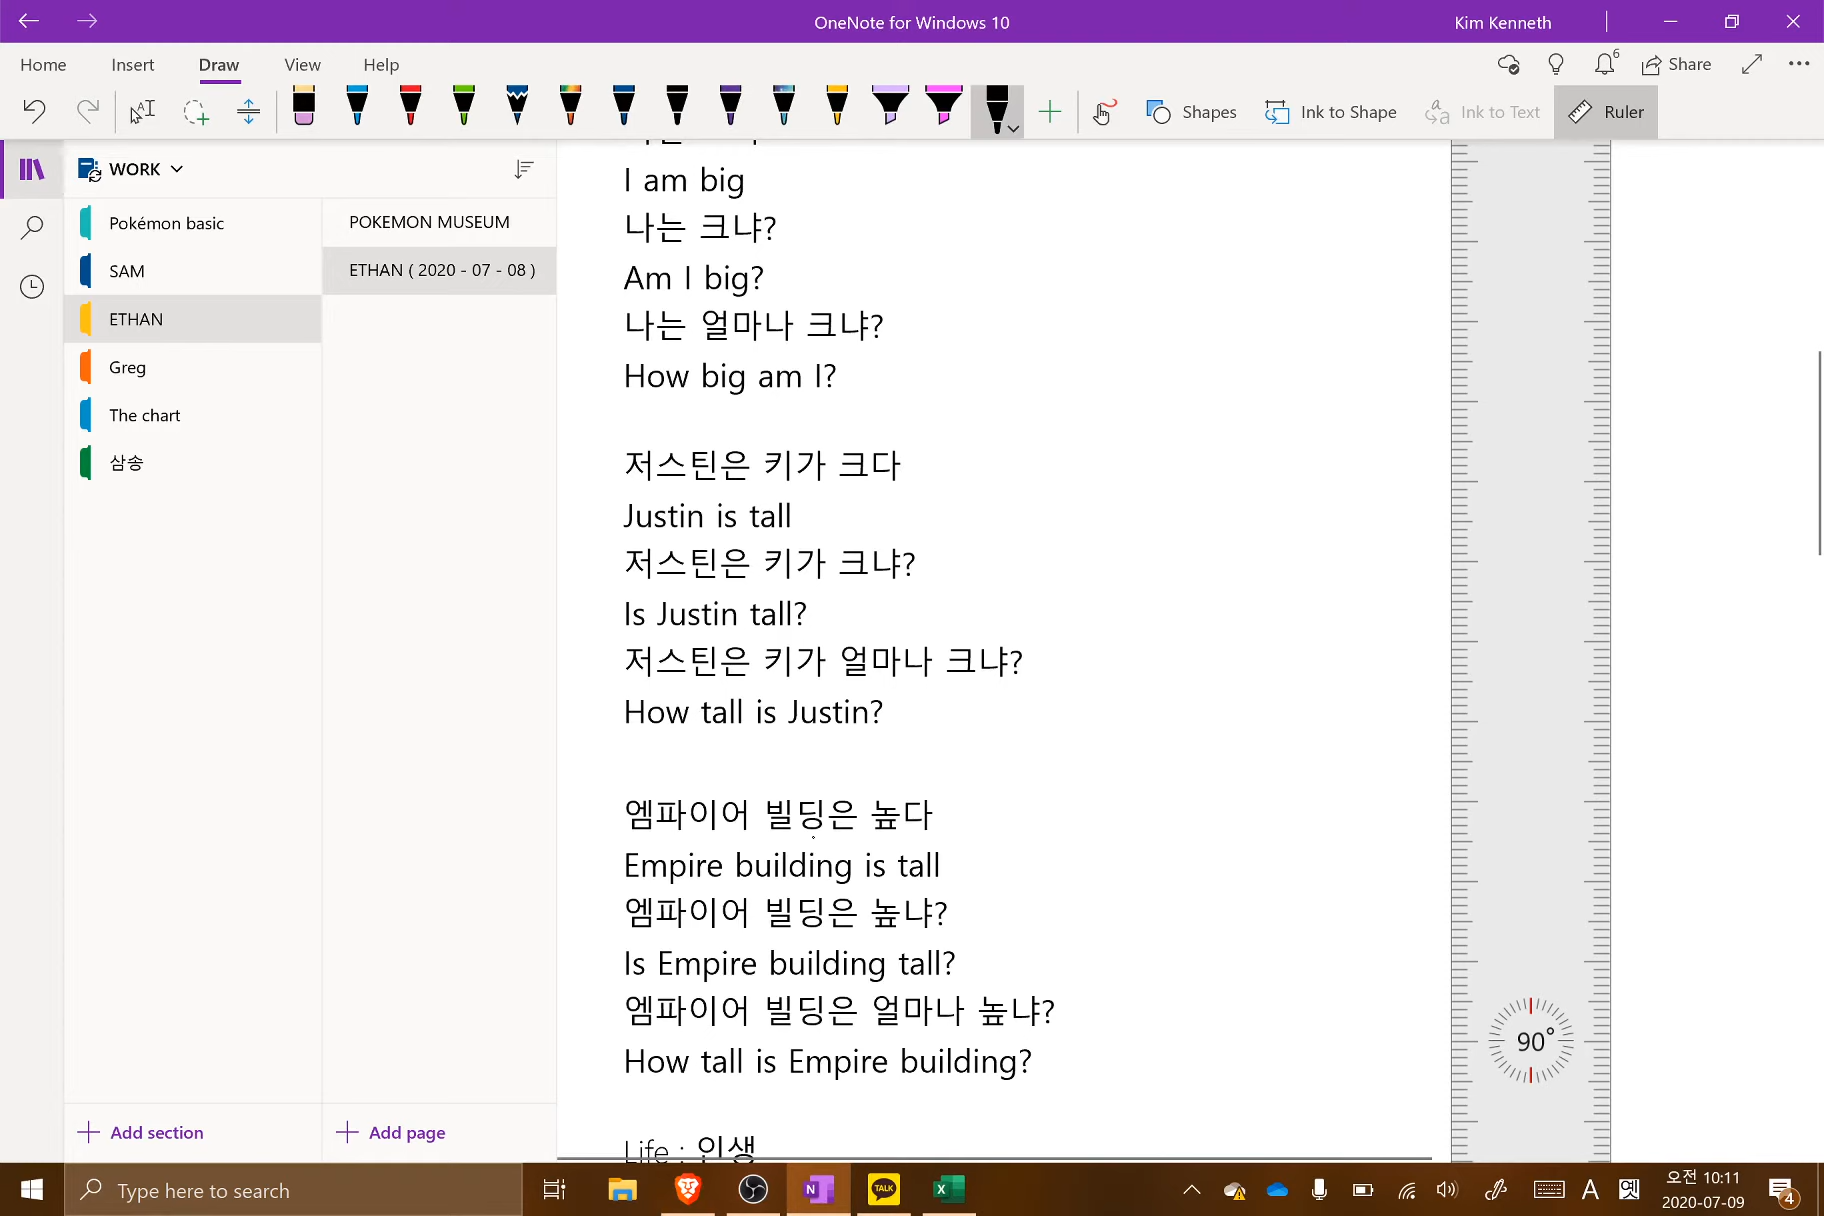 OneNote for Windows 10
Kim Kenneth
Home Insert Draw View Help
6
Share
Shapes
Ink to Shape
Ink to Text
Ruler
WORK
Pokémon basic
SAM
ETHAN
Greg
The chart
삼송
POKEMON MUSEUM
ETHAN ( 2020 - 07 - 08 )
I am big
나는 크냐?
Am I big?
나는 얼마나 크냐?
How big am I?
저스틴은 키가 크다
Justin is tall
저스틴은 키가 크냐?
Is Justin tall?
저스틴은 키가 얼마나 크냐?
How tall is Justin?
엠파이어 빌딩은 높다
Empire building is tall
엠파이어 빌딩은 높냐?
Is Empire building tall?
엠파이어 빌딩은 얼마나 높냐?
How tall is Empire building?
Life : 인생
90°
Add section
Add page
Type here to search
N
TALK
X
A
옛
오전 10:11
2020-07-09
4